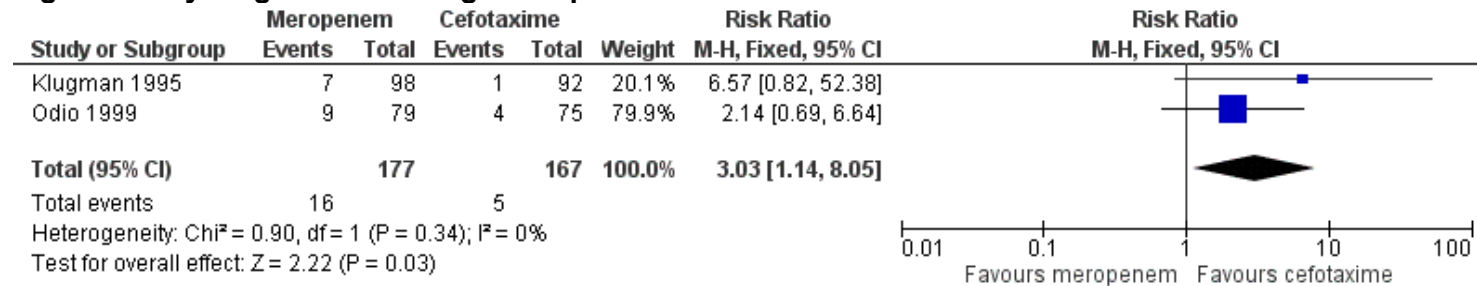 Meropenem Cefotaxime Risk Ratio Risk Ratio
Study or Subgroup Events Total Events Total Weight M-H, Fixed, 95% CI M-H, Fixed, 95% CI
Klugman 1995 7 98 1 92 20.1% 6.57 [0.82, 52.38]
Odio 1999 9 79 4 75 79.9% 2.14 [0.69, 6.64]
Total (95% CI) 177 167 100.0% 3.03 [1.14, 8.05]
Total events 16 5
Heterogeneity: Chi² = 0.90, df = 1 (P = 0.34); I² = 0%
Test for overall effect: Z = 2.22 (P = 0.03)
0.01 0.1 1 10 100
Favours meropenem Favours cefotaxime